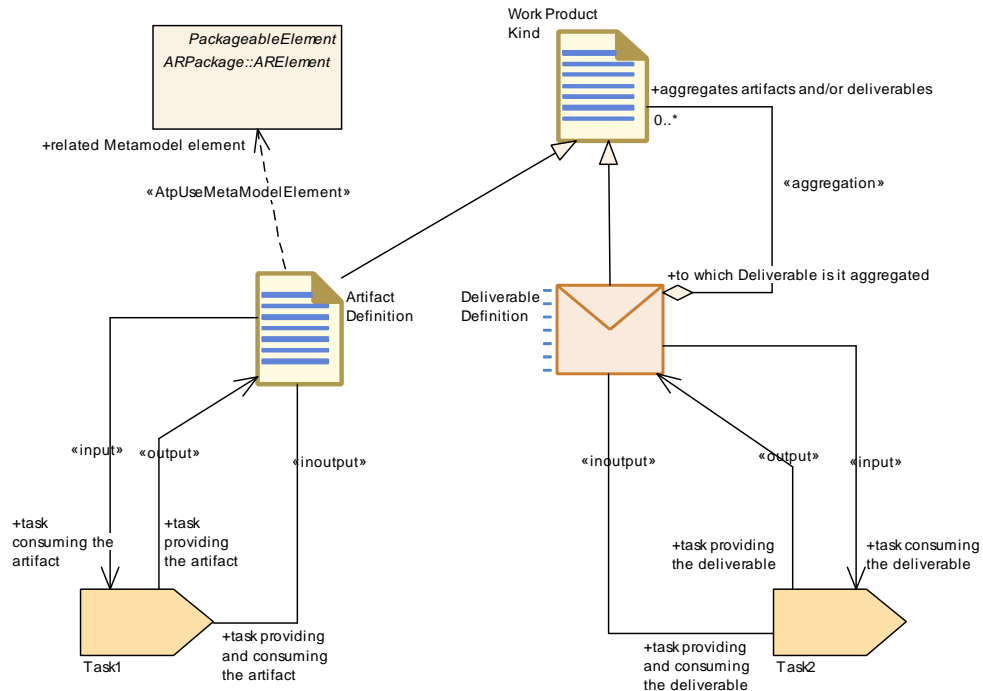 Work Product
Kind
PackageableElement
ARPackage::ARElement
+aggregates artifacts and/or deliverables
0..*
+related Metamodel element
«AtpUseMetaModelElement»
«aggregation»
+to which Deliverable is it aggregated
Artifact
Definition
Deliverable
Definition
«input»
«output»
«inoutput»
«inoutput»
«output»
«input»
+task
consuming the
artifact
+task
providing
the artifact
+task providing
the deliverable
+task consuming
the deliverable
+task providing
and consuming
the artifact
+task providing
and consuming
the deliverable
Task1
Task2